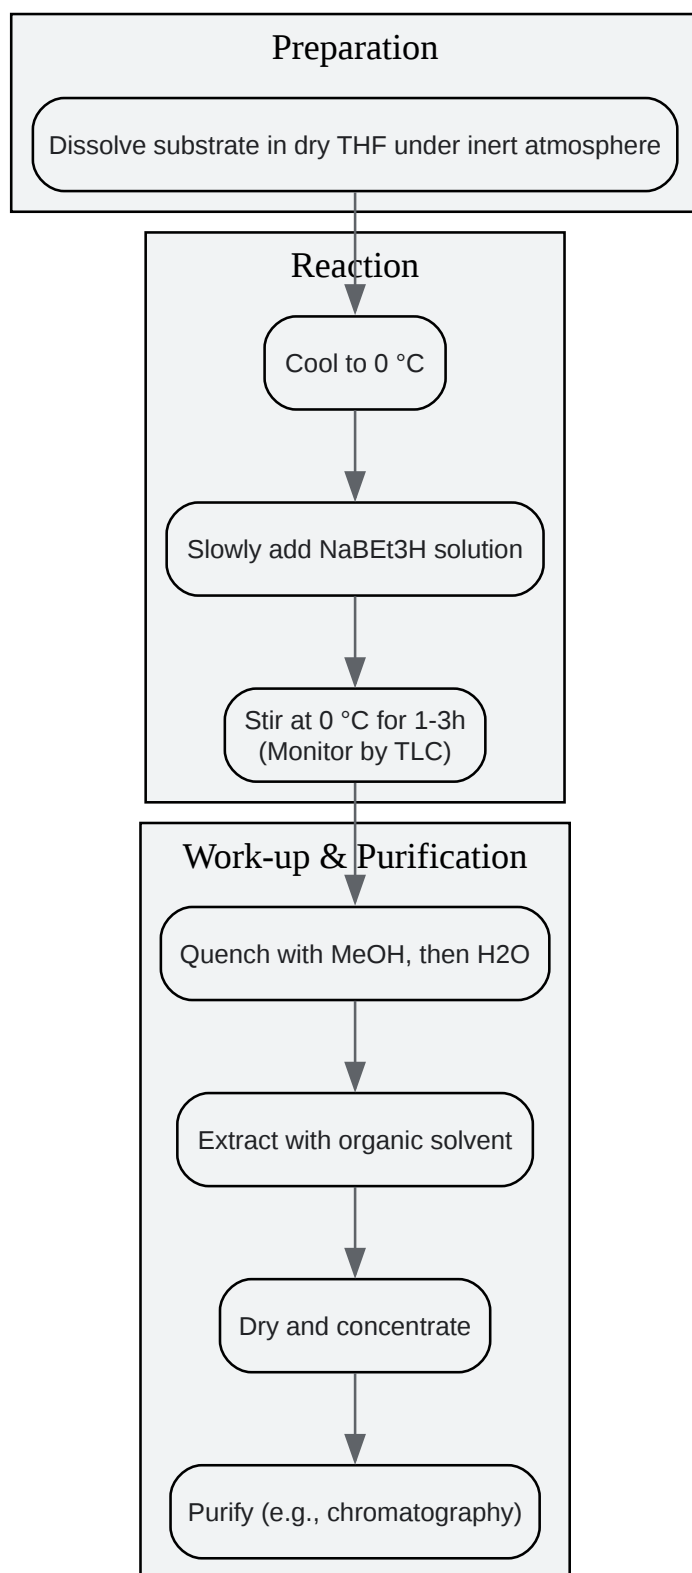 Preparation
Dissolve substrate in dry THF under inert atmosphere
Reaction
Cool to 0 °C
Slowly add NaBEt3H solution
Stir at 0 °C for 1-3h
(Monitor by TLC)
Work-up & Purification
Quench with MeOH, then H2O
Extract with organic solvent
Dry and concentrate
Purify (e.g., chromatography)